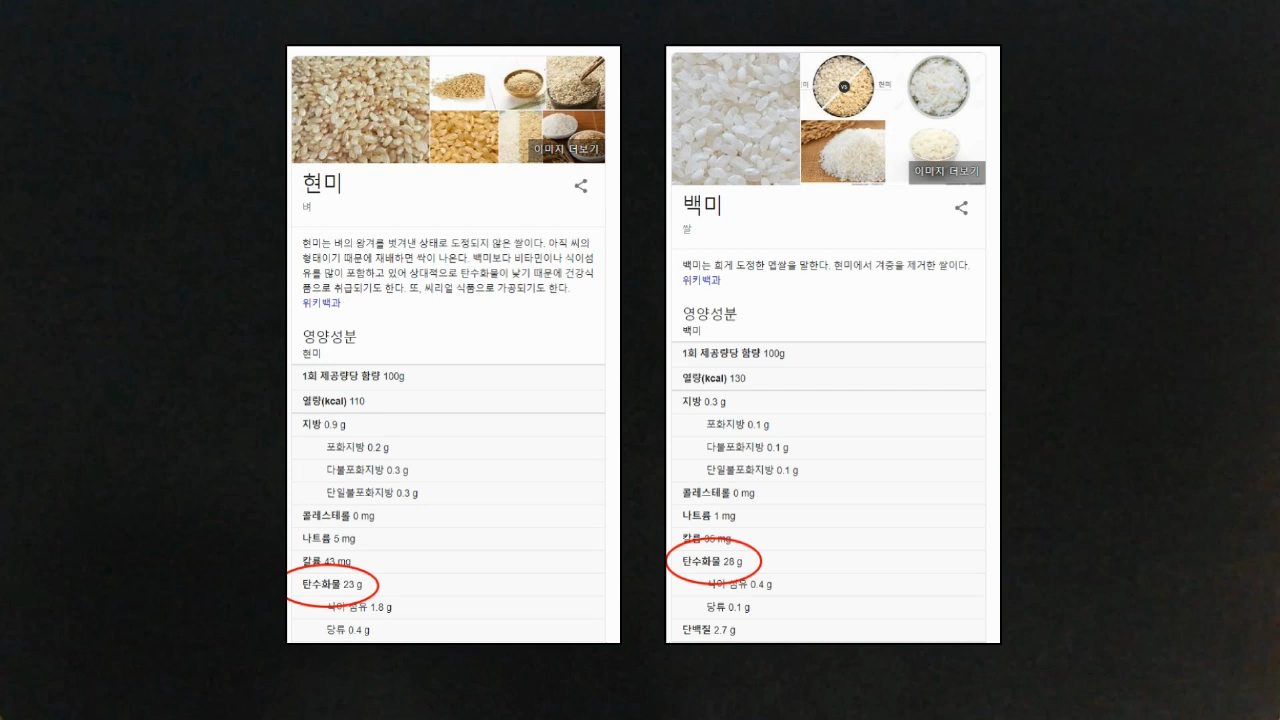 이미지 더보기
현미
벼
현미는 벼의 왕겨를 벗겨낸 상태로 도정되지 않은 쌀이다. 아직 씨의
형태이기 때문에 재배하면 싹이 나온다. 백미보다 비타민이나 식이섬
유를 많이 포함하고 있어 상대적으로 탄수화물이 낮기 때문에 건강식
품으로 취급되기도 한다. 또, 씨리얼 식품으로 가공되기도 한다.
위키백과
영양성분
현미
1회 제공량당 함량 100g
열량(kcal) 110
지방 0.9 g
포화지방 0.2 g
다불포화지방 0.3 g
단일불포화지방 0.3 g
콜레스테롤 0 mg
나트륨 5 mg
칼륨 43 mg
탄수화물 23 g
식이 섬유 1.8 g
당류 0.4 g
미
VS
현미
이미지 더보기
백미
쌀
백미는 희게 도정한 멥쌀을 말한다. 현미에서 겨층을 제거한 쌀이다.
위키백과
영양성분
백미
1회 제공량당 함량 100g
열량(kcal) 130
지방 0.3 g
포화지방 0.1 g
다불포화지방 0.1 g
단일불포화지방 0.1 g
콜레스테롤 0 mg
나트륨 1 mg
칼륨 35 mg
탄수화물 28 g
식이 섬유 0.4 g
당류 0.1 g
단백질 2.7 g